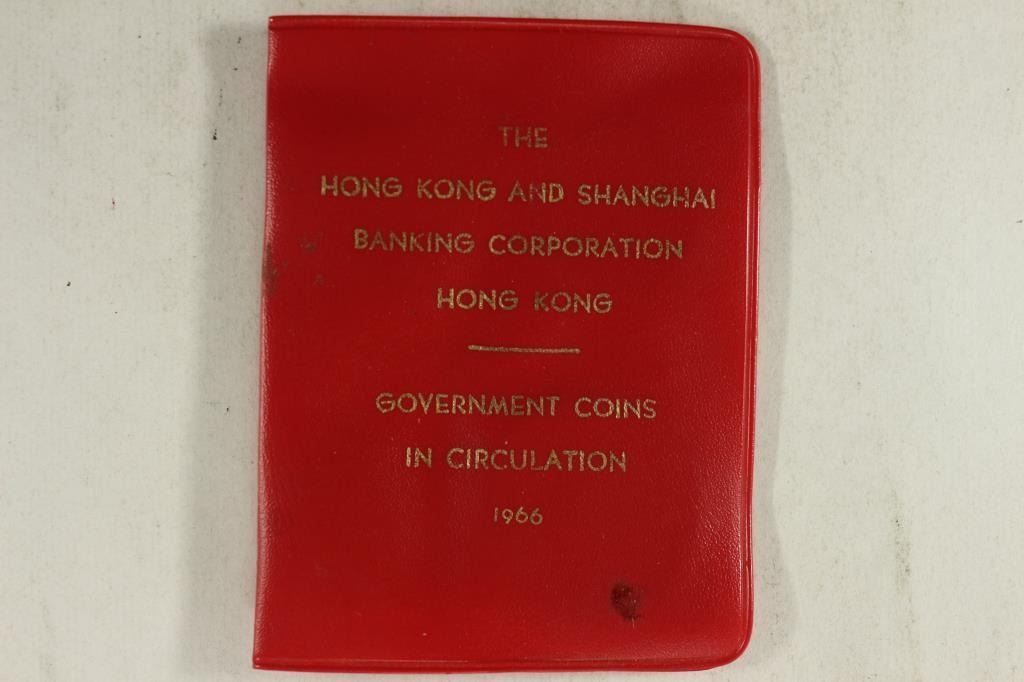 THE
HONG KONG AND SHANGHAI
BANKING CORPORATION
HONG KONG
GOVERNMENT COINS
IN CIRCULATION
1966